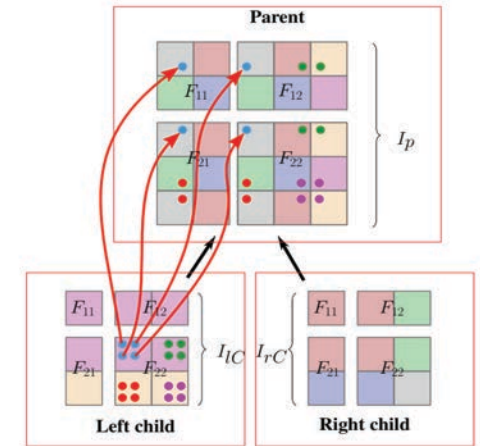 Parent
F11 F12
F21 F22
Ip
F11 F12 F11 F12
IlC IrC
F21 F22 F21 F22
Left child Right child